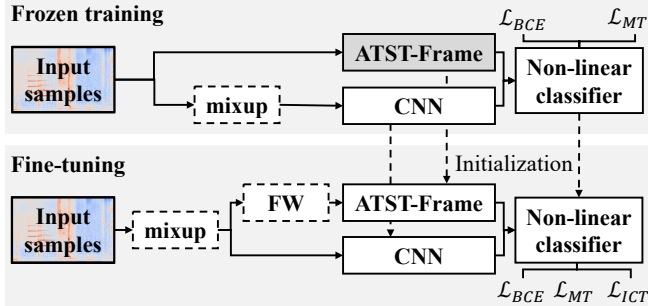 Frozen training
ℒ_BCE ℒ_MT
Input samples
ATST-Frame
mixup
CNN
Non-linear classifier
Initialization
Fine-tuning
Input samples
mixup
FW
ATST-Frame
CNN
Non-linear classifier
ℒ_BCE ℒ_MT ℒ_ICT